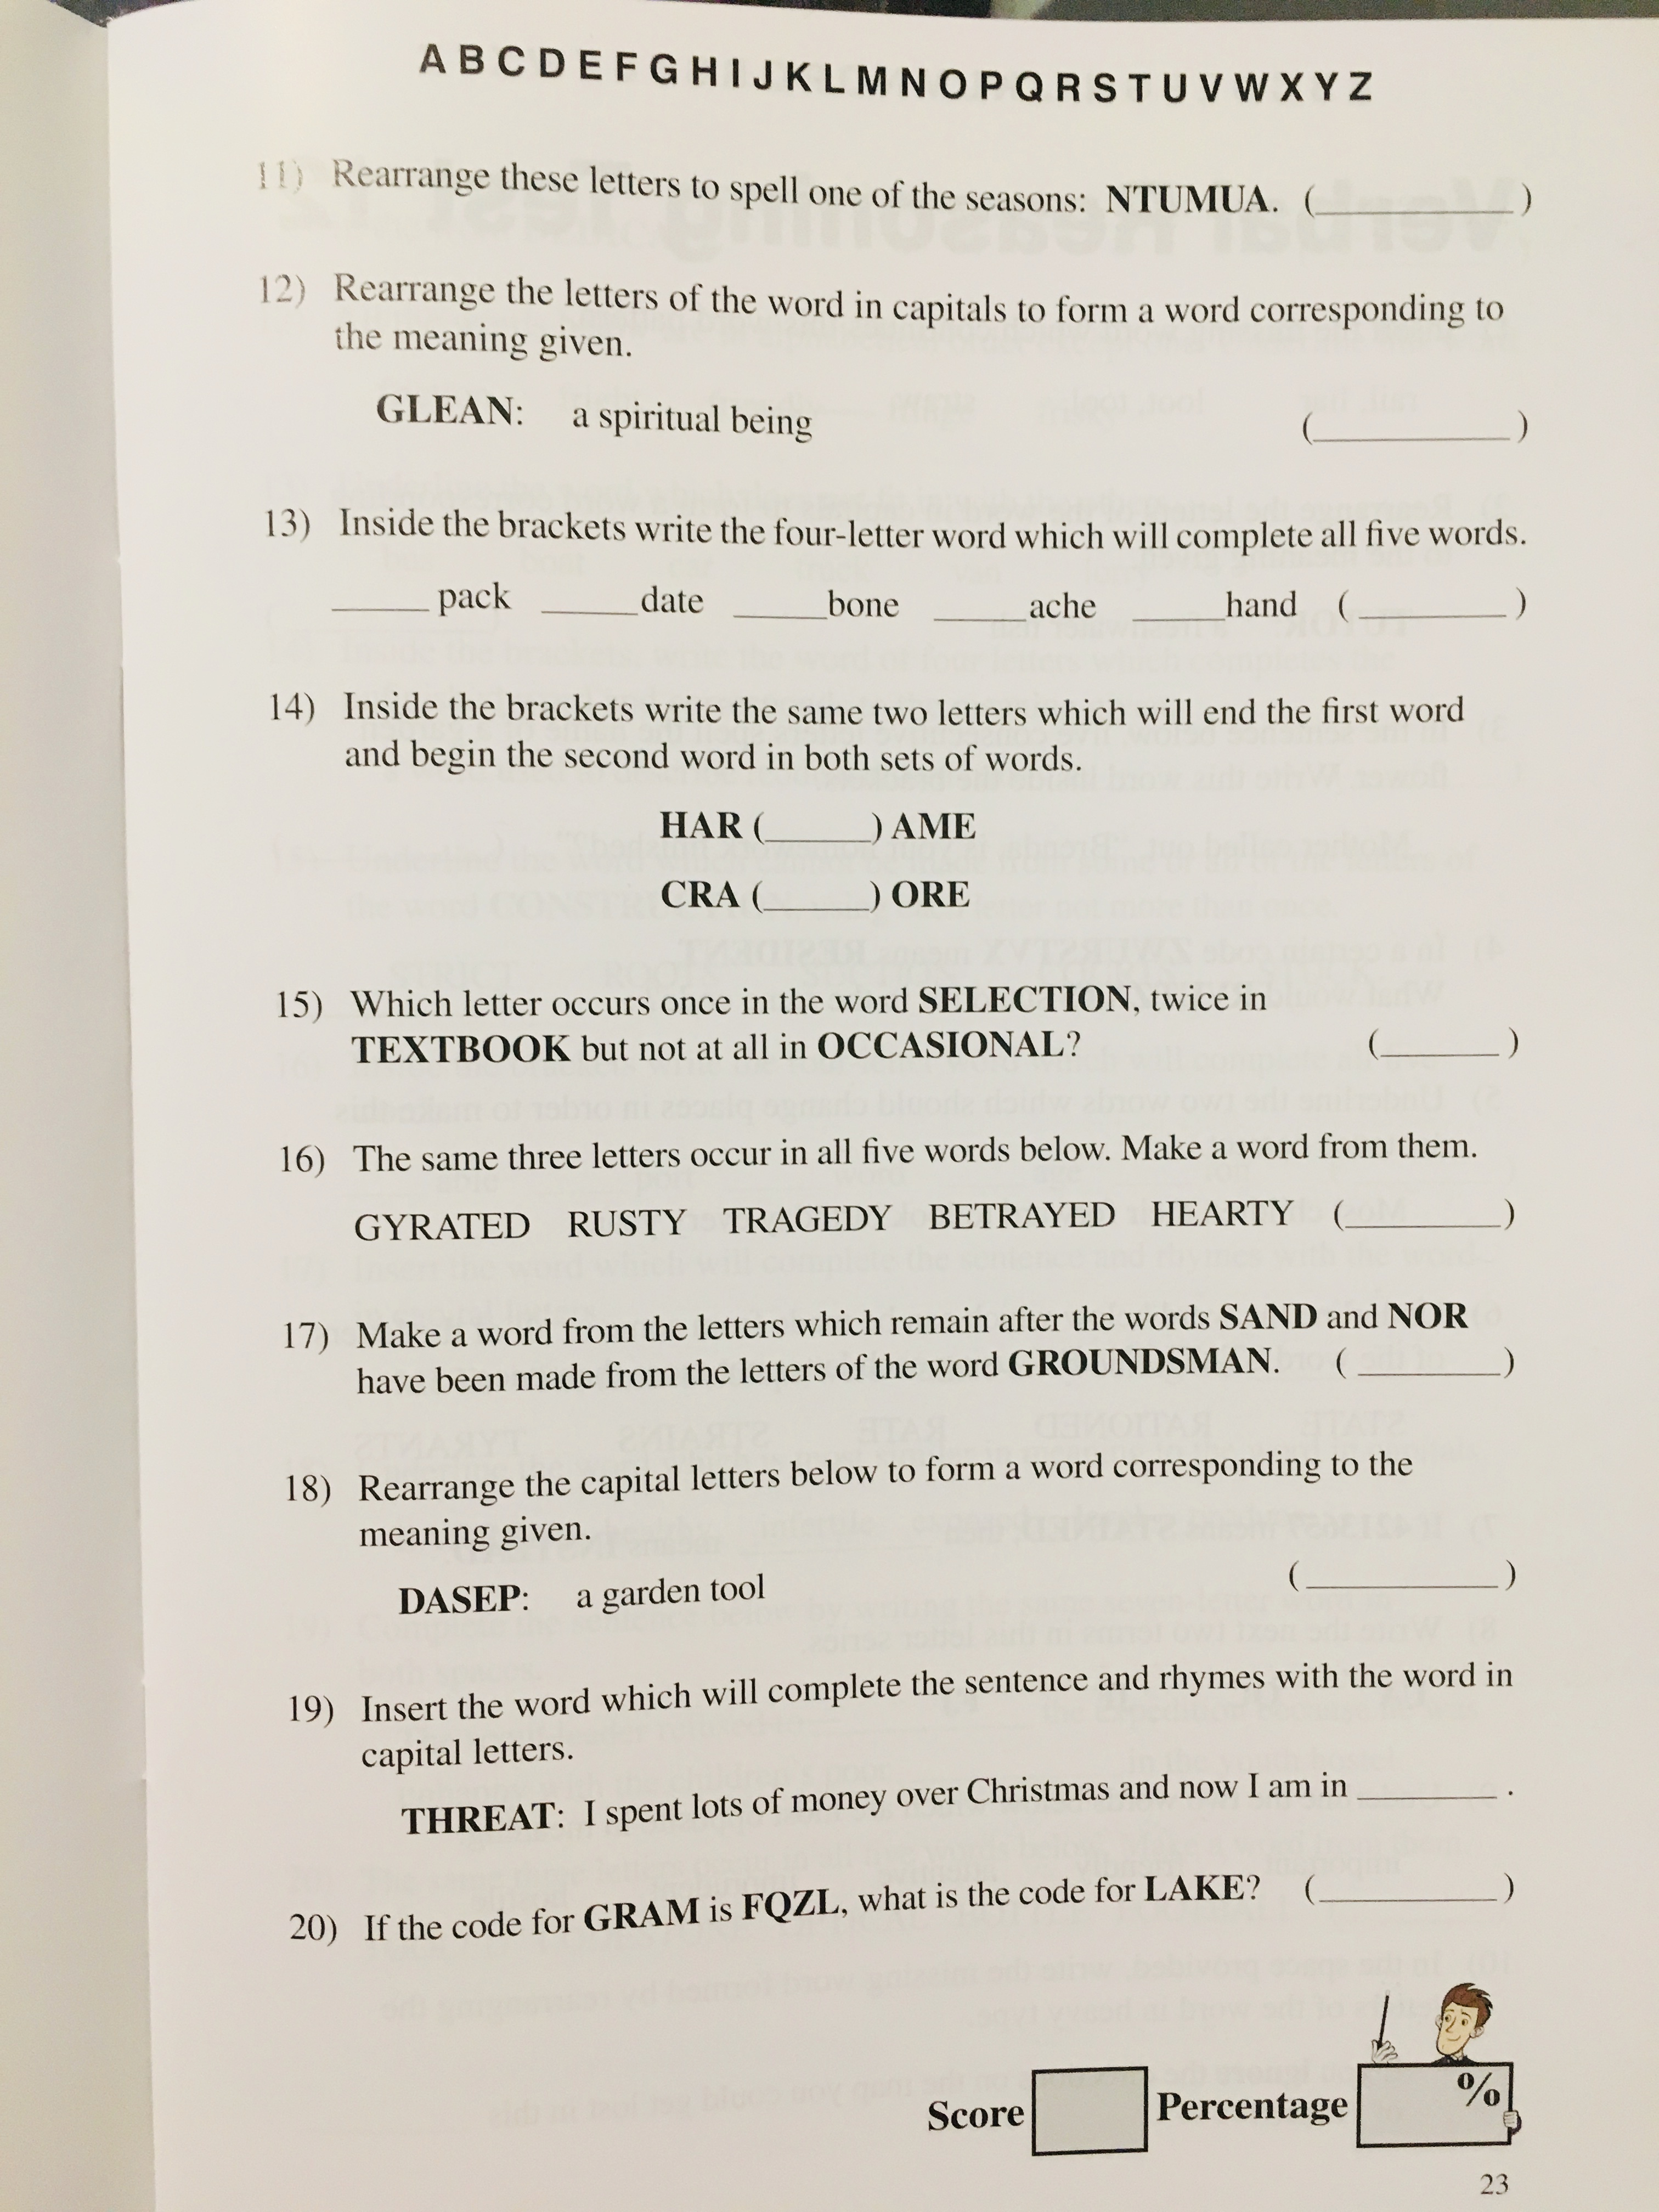 A B C D E F G H I J K L M N O P Q R S T U V W X Y Z
11) Rearrange these letters to spell one of the seasons: NTUMUA. (__________)
12) Rearrange the letters of the word in capitals to form a word corresponding to
the meaning given.
GLEAN: a spiritual being (__________)
13) Inside the brackets write the four-letter word which will complete all five words.
_____pack _____date _____bone _____ache _____hand (_______)
14) Inside the brackets write the same two letters which will end the first word
and begin the second word in both sets of words.
HAR (_____) AME
CRA (_____) ORE
15) Which letter occurs once in the word SELECTION, twice in
TEXTBOOK but not at all in OCCASIONAL? (______)
16) The same three letters occur in all five words below. Make a word from them.
GYRATED RUSTY TRAGEDY BETRAYED HEARTY (________)
17) Make a word from the letters which remain after the words SAND and NOR
have been made from the letters of the word GROUNDSMAN. (_______)
18) Rearrange the capital letters below to form a word corresponding to the
meaning given.
DASEP: a garden tool (__________)
19) Insert the word which will complete the sentence and rhymes with the word in
capital letters.
THREAT: I spent lots of money over Christmas and now I am in _______.
20) If the code for GRAM is FQZL, what is the code for LAKE? (_________)
Score Percentage %
23